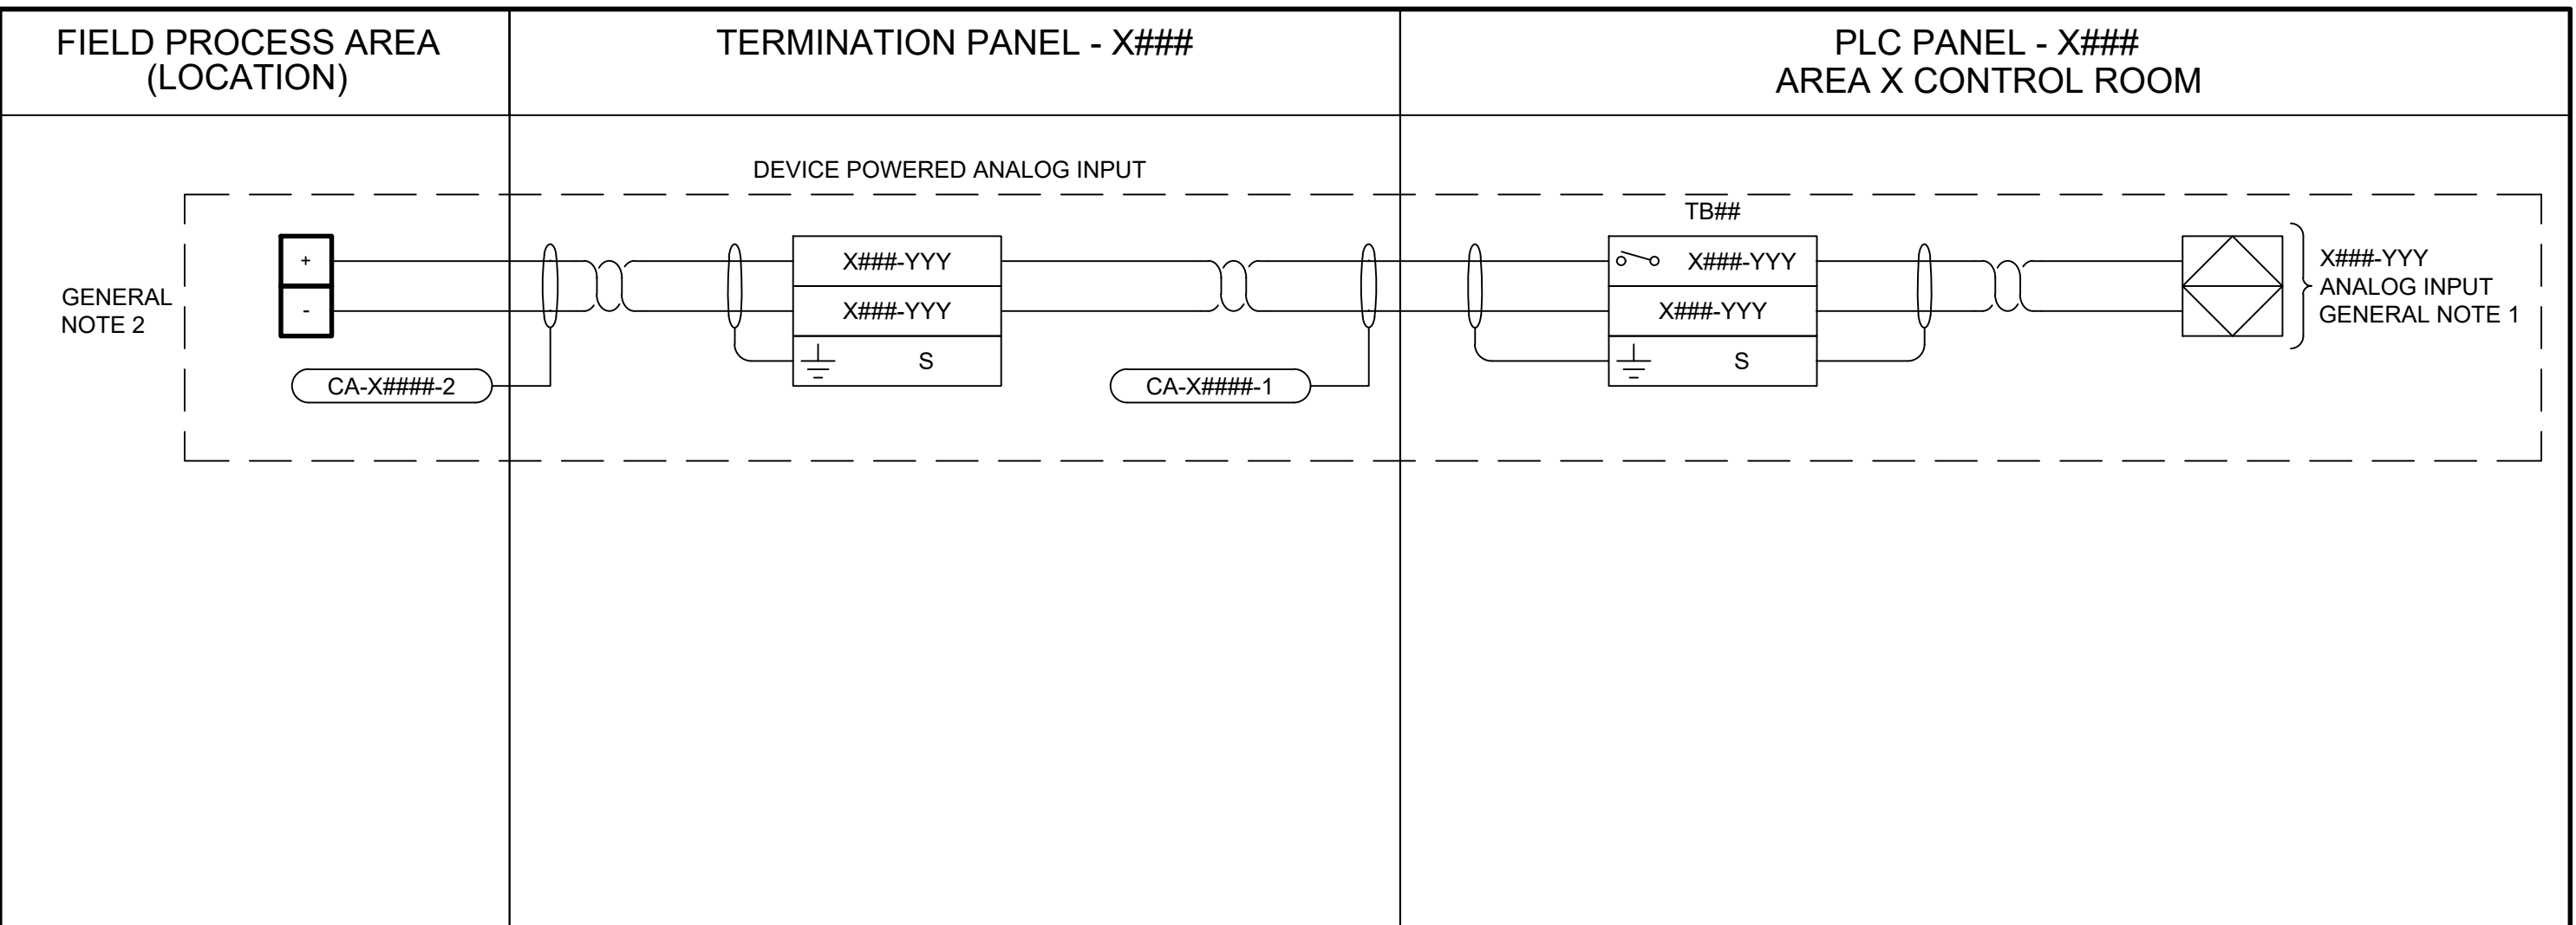 FIELD PROCESS AREA
(LOCATION)
TERMINATION PANEL - X###
PLC PANEL - X###
AREA X CONTROL ROOM
DEVICE POWERED ANALOG INPUT
TB##
GENERAL
NOTE 2
+
-
X###-YYY
X###-YYY
S
X###-YYY
X###-YYY
S
X###-YYY
ANALOG INPUT
GENERAL NOTE 1
CA-X####-2
CA-X####-1